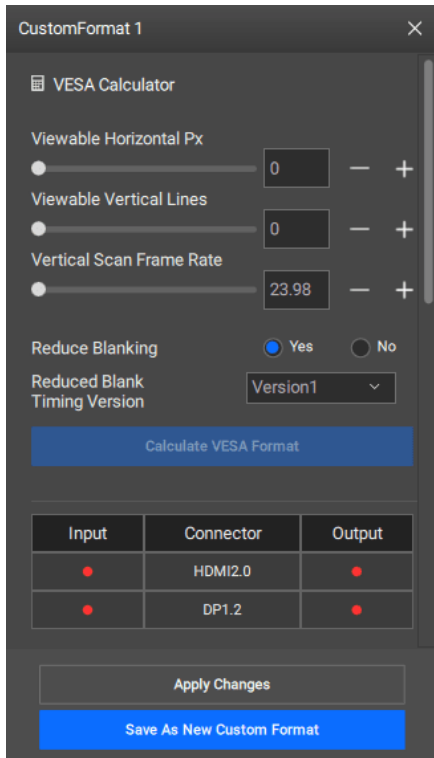 CustomFormat 1
VESA Calculator
Viewable Horizontal Px
0
Viewable Vertical Lines
0
Vertical Scan Frame Rate
23.98
Reduce Blanking Yes No
Reduced Blank
Timing Version
Version1
Calculate VESA Format
Input Connector Output
HDMI2.0
DP1.2
Apply Changes
Save As New Custom Format